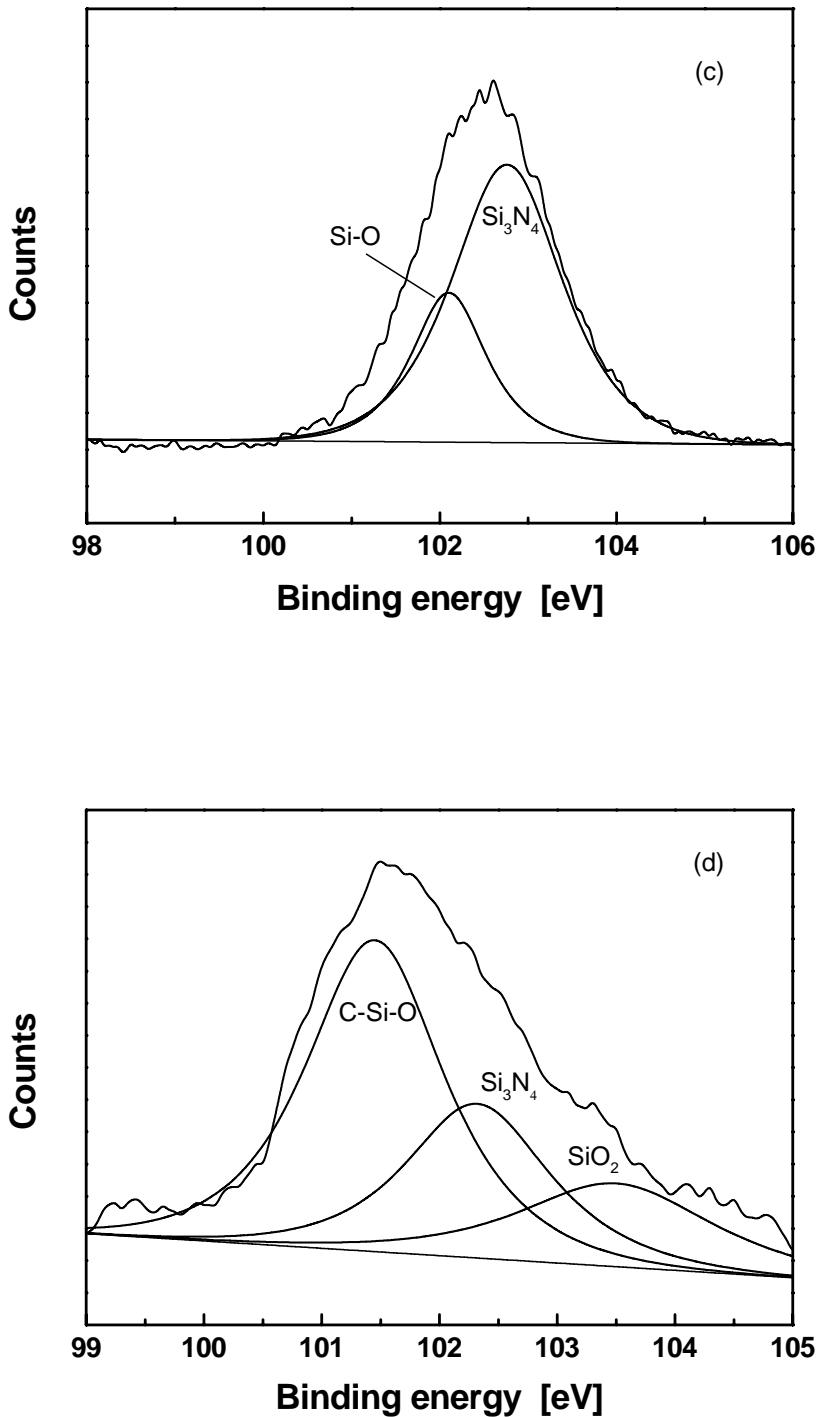 (c)
Counts
Si-O
Si₃N₄
98 100 102 104 106
Binding energy [eV]
(d)
Counts
C-Si-O
Si₃N₄
SiO₂
99 100 101 102 103 104 105
Binding energy [eV]